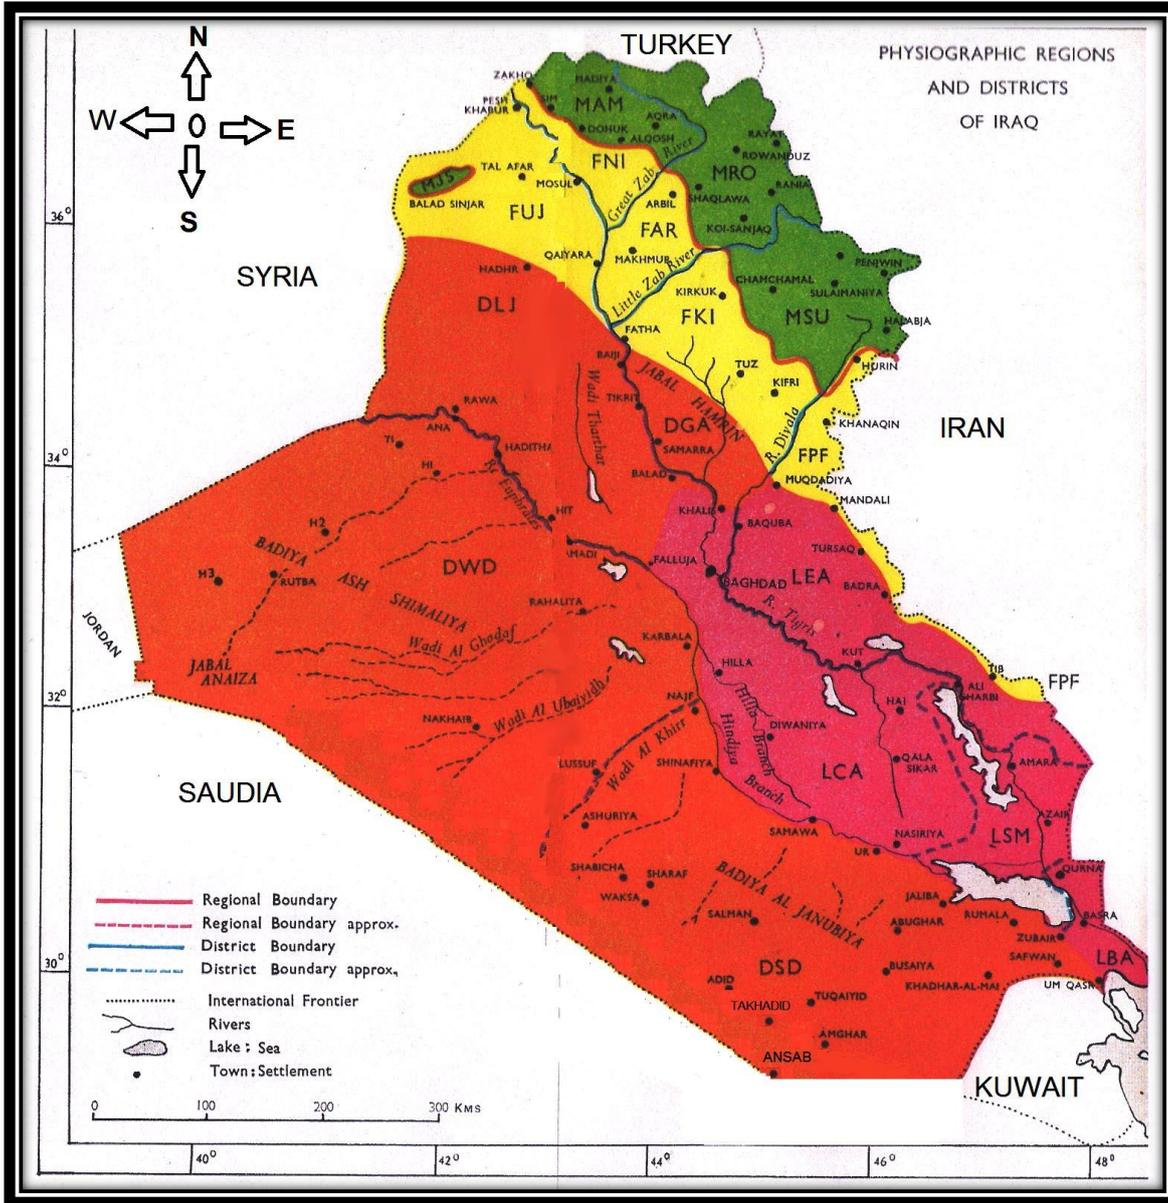 N
W
O
E
S
TURKEY
PHYSIOGRAPHIC REGIONS
AND DISTRICTS
OF IRAQ
ZAKHO
PESH
KHABUR
MAM
AQRA
DOHUK
ALQOSH
River
RAYAT
ROWANDUZ
MRO
RANIA
SHAQLAWA
KOI-SANJAQ
FNI
TAL AFAR
MOSUL
MJS
BALAD SINJAR
FUJ
Great Zab
ARBIL
FAR
MAKHMUR
36°
SYRIA
QAIYARA
HADHR
DLJ
Little Zab River
KIRKUK
FKI
CHAMCHAMAL
PENJWIN
SULAIMANIYA
MSU
HALABJA
FATHA
BAIJI
JABAL HAMRIN
TUZ
KIFRI
HURIN
KHANAQIN
IRAN
R. Divala
FPF
MUQDADIYA
MANDALI
Wadi Tharthar
TIKRIT
DGA
SAMARRA
BALAD
RAWA
ANA
HADITHA
R. Euphrates
T1
H1
HIT
34°
H2
H3
BADIYA
ASH
SHIMALIYA
RUTBA
DWD
RAHALIYA
MADI
FALLUJA
KHALIS
BAQUBA
BAGHDAD
LEA
TURSAQ
BADRA
R. Tigris
JORDAN
JABAL
ANAIZA
Wadi Al Ghodaf
KARBALA
HILLA
KUT
ALI
GHARBI
TIB
FPF
32°
Wadi Al Ubaiyidh
NAKHAIB
NAJF
Hilla Branch
Hindiya Branch
DIWANIYA
HAI
LUSSUF
Wadi Al Khirr
SHINAFIYA
LCA
QALA
SIKAR
AMARA
SAUDIA
ASHURIYA
SAMAWA
NASIRIYA
UR
LSM
AZAIR
QURNA
SHABICHA
SHARAF
WAKSA
BADIYA AL JANUBIYA
SALMAN
JALIBA
ABUGHAR
RUMALA
BASRA
ZUBAIR
SAFWAN
LBA
DSD
ADID
BUSAIYA
KHADHAR-AL-MAI
UM QASR
TAKHADID
TUQAIYID
AMGHAR
ANSAB
KUWAIT
Regional Boundary
Regional Boundary approx.
District Boundary
District Boundary approx.
30°
International Frontier
Rivers
Lake ; Sea
Town : Settlement
0 100 200 300 KMS
40° 42° 44° 46° 48°